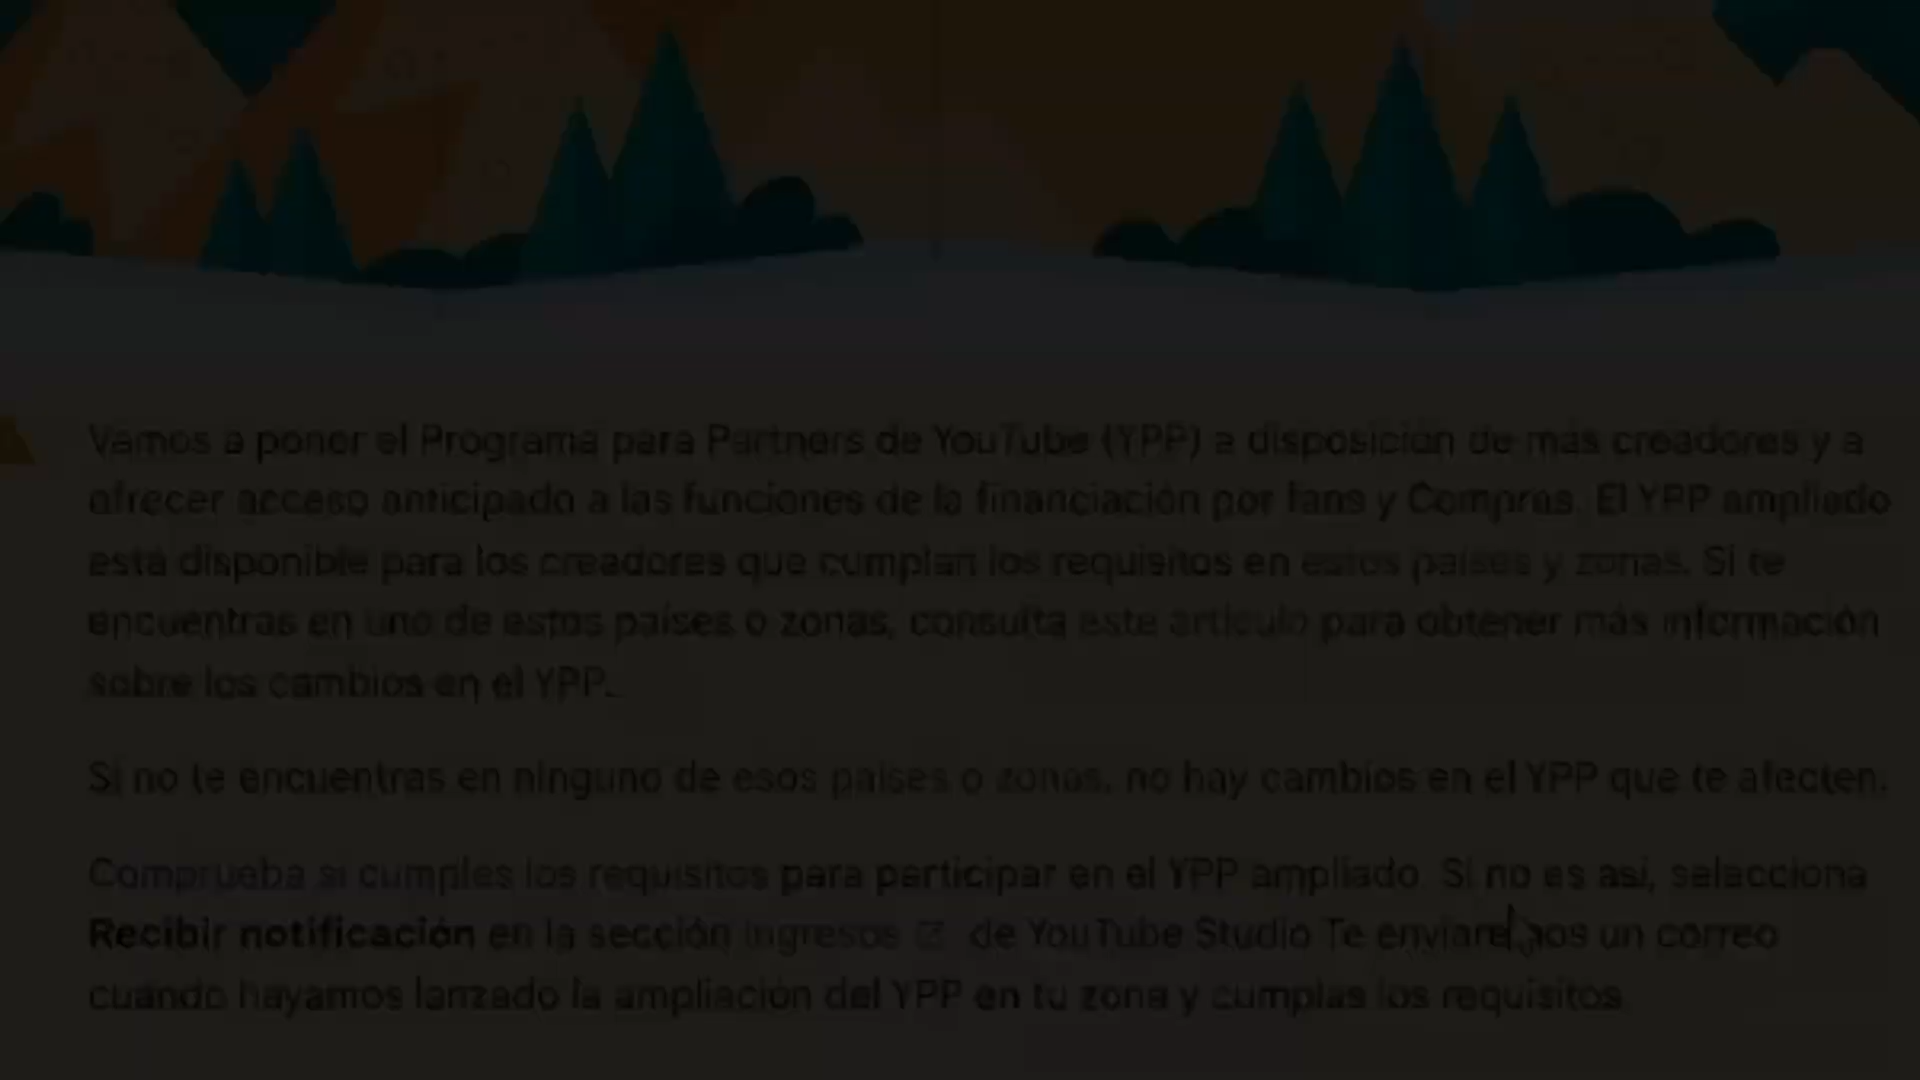 Vamos a poner el Programa para Partners de YouTube (YPP) a disposición de más creadores y a
ofrecer acceso anticipado a las funciones de la financiación por fans y Compras. El YPP ampliado
está disponible para los creadores que cumplan los requisitos en estos países y zonas. Si te
encuentras en uno de estos países o zonas, consulta este artículo para obtener más información
sobre los cambios en el YPP.
Si no te encuentras en ninguno de esos países o zonas, no hay cambios en el YPP que te afecten.
Comprueba si cumples los requisitos para participar en el YPP ampliado. Si no es así, selecciona
Recibir notificación en la sección Ingresos de YouTube Studio Te enviaremos un correo
cuando hayamos lanzado la ampliación del YPP en tu zona y cumplas los requisitos.